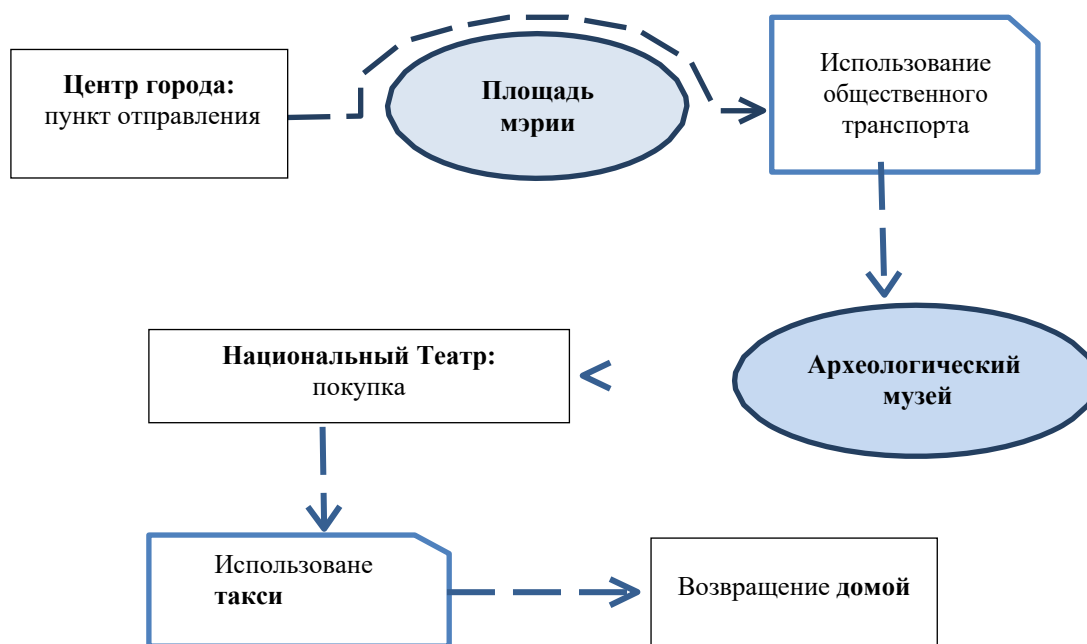 Центр города:
пункт отправления
Площадь
мэрии
Использование
общественного
транспорта
Археологический
музей
Национальный Театр:
покупка
Использоване
такси
Возвращение домой